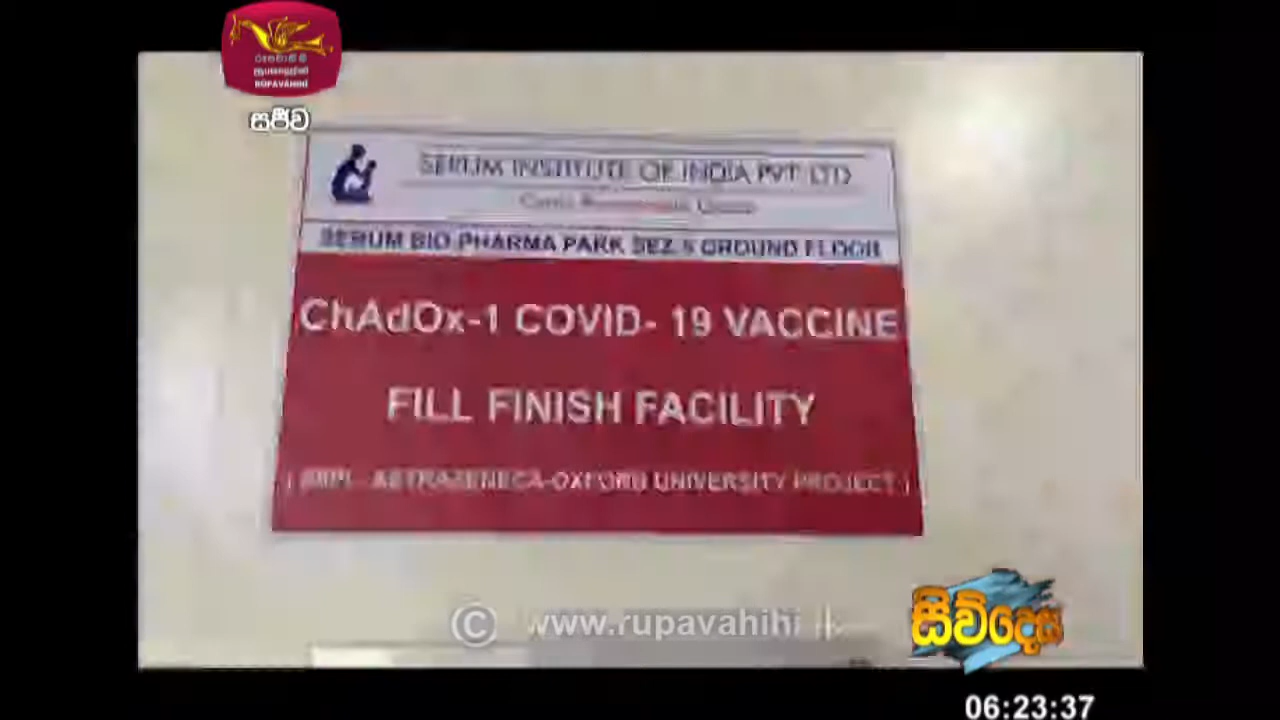 RUPAVAHINI
සජීව
SERUM INSTITUTE OF INDIA PVT LTD
SERUM BIO PHARMA PARK SEZ GROUND FLOOR
ChAdOx-1 COVID- 19 VACCINE
FILL FINISH FACILITY
ASTRAZENECA-OXFORD UNIVERSITY PROJECT
© www.rupavahihi
සිව්දෙස
06:23:37